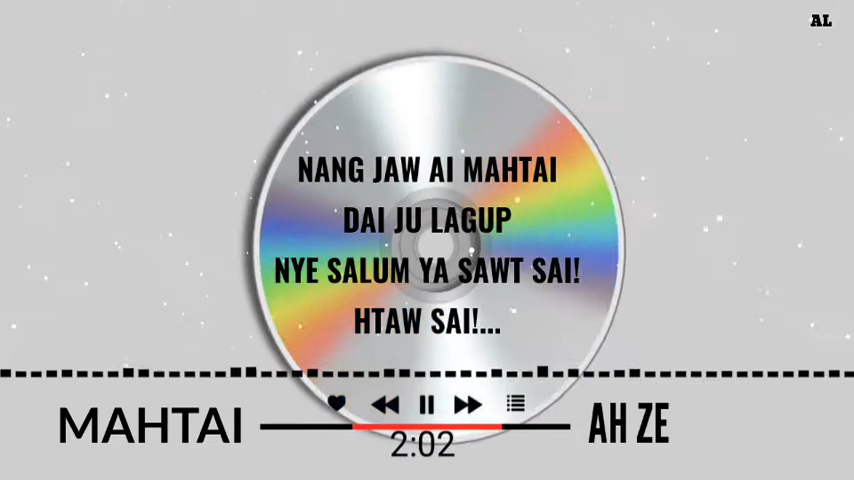 AL
NANG JAW AI MAHTAI
DAI JU LAGUP
NYE SALUM YA SAWT SAI!
HTAW SAI!...
MAHTAI
AH ZE
2:02